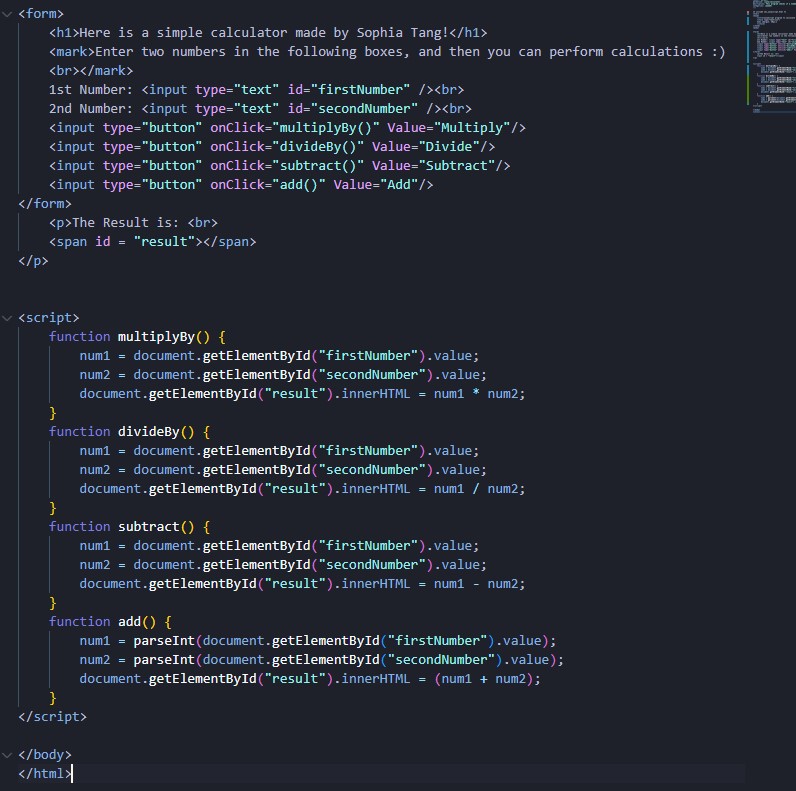 <form>
<h1>Here is a simple calculator made by Sophia Tang!</h1>
<mark>Enter two numbers in the following boxes, and then you can perform calculations :)
<br></mark>
1st Number: <input type="text" id="firstNumber" /><br>
2nd Number: <input type="text" id="secondNumber" /><br>
<input type="button" onClick="multiplyBy()" Value="Multiply"/>
<input type="button" onClick="divideBy()" Value="Divide"/>
<input type="button" onClick="subtract()" Value="Subtract"/>
<input type="button" onClick="add()" Value="Add"/>
</form>
<p>The Result is: <br>
<span id = "result"></span>
</p>
<script>
function multiplyBy() {
num1 = document.getElementById("firstNumber").value;
num2 = document.getElementById("secondNumber").value;
document.getElementById("result").innerHTML = num1 * num2;
}
function divideBy() {
num1 = document.getElementById("firstNumber").value;
num2 = document.getElementById("secondNumber").value;
document.getElementById("result").innerHTML = num1 / num2;
}
function subtract() {
num1 = document.getElementById("firstNumber").value;
num2 = document.getElementById("secondNumber").value;
document.getElementById("result").innerHTML = num1 - num2;
}
function add() {
num1 = parseInt(document.getElementById("firstNumber").value);
num2 = parseInt(document.getElementById("secondNumber").value);
document.getElementById("result").innerHTML = (num1 + num2);
}
</script>
</body>
</html>